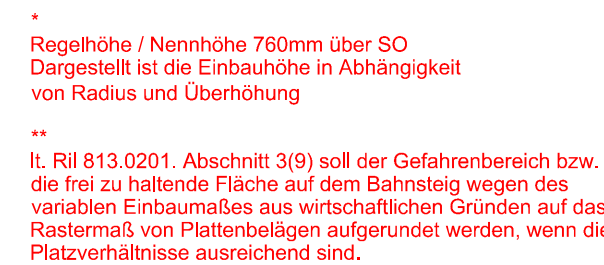 *
Regelhöhe / Nennhöhe 760mm über SO
Dargestellt ist die Einbauhöhe in Abhängigkeit
von Radius und Überhöhung
**
lt. Ril 813.0201. Abschnitt 3(9) soll der Gefahrenbereich bzw.
die frei zu haltende Fläche auf dem Bahnsteig wegen des
variablen Einbaumaßes aus wirtschaftlichen Gründen auf das
Rastermaß von Plattenbelägen aufgerundet werden, wenn die
Platzverhältnisse ausreichend sind.